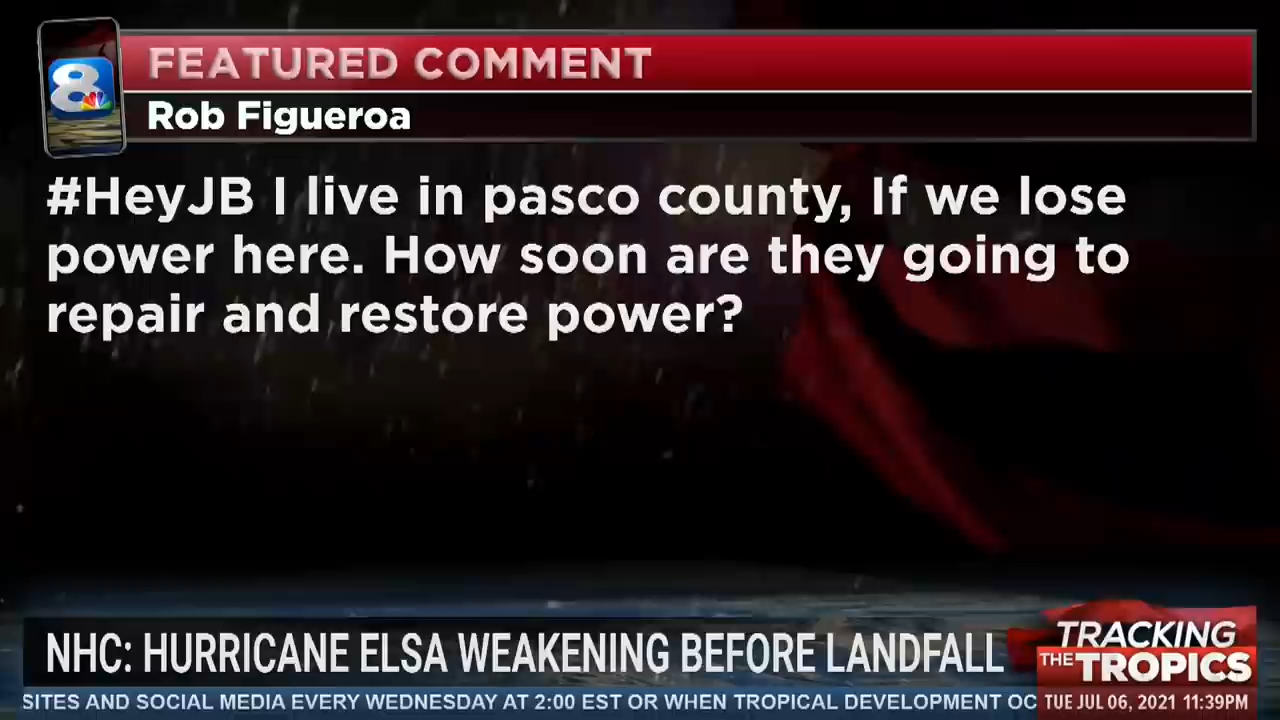 8
FEATURED COMMENT
Rob Figueroa
#HeyJB I live in pasco county, If we lose
power here. How soon are they going to
repair and restore power?
NHC: HURRICANE ELSA WEAKENING BEFORE LANDFALL
TRACKING
THE TROPICS
SITES AND SOCIAL MEDIA EVERY WEDNESDAY AT 2:00 EST OR WHEN TROPICAL DEVELOPMENT OC
TUE JUL 06, 2021 11:39PM